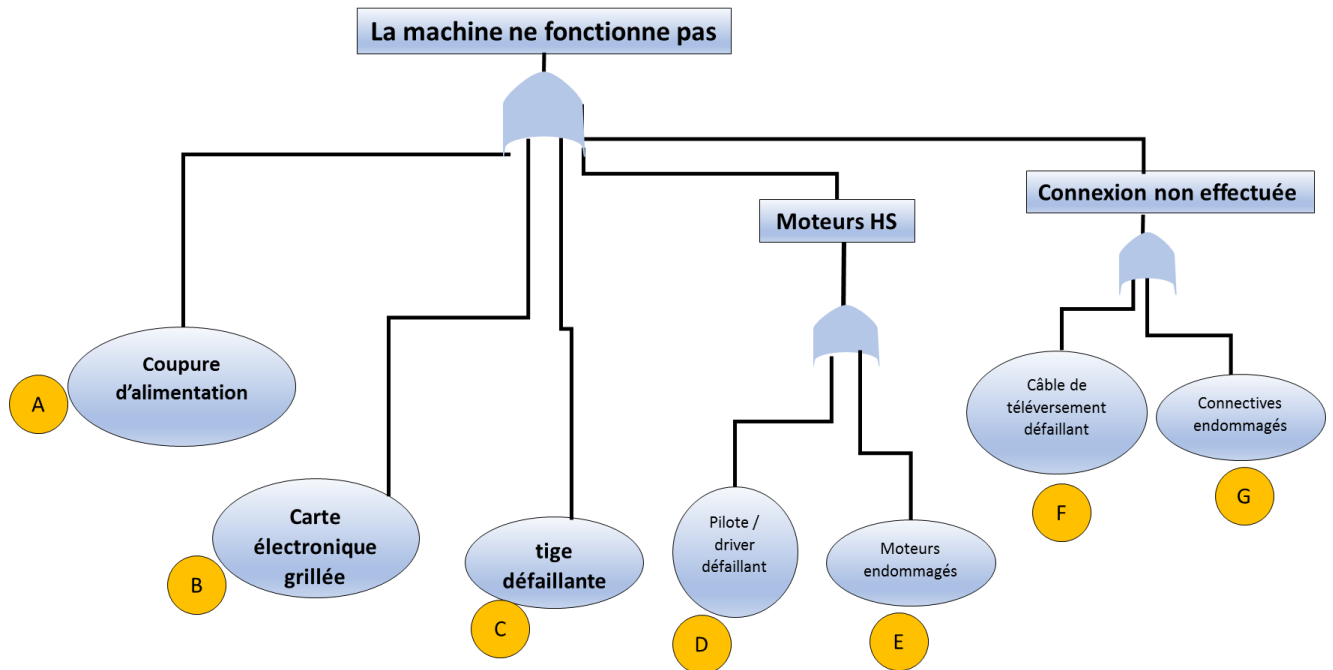 La machine ne fonctionne pas
Connexion non effectuée
Moteurs HS
Coupure
d'alimentation
A
Câble de
téléversement
défaillant
Connectives
endommagés
F
G
Carte
électronique
grillée
B
tige
défaillante
C
Pilote /
driver
défaillant
D
Moteurs
endommagés
E